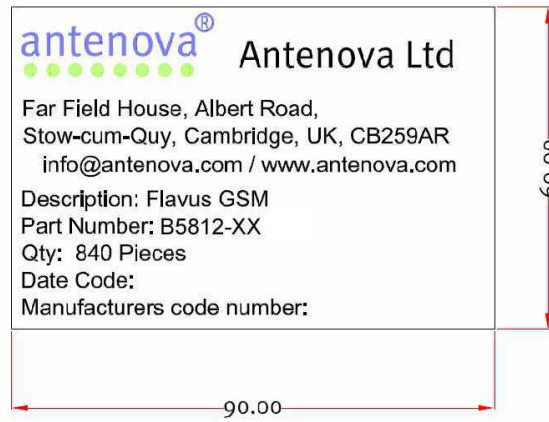 antenova®
Antenova Ltd
Far Field House, Albert Road,
Stow-cum-Quy, Cambridge, UK, CB259AR
info@antenova.com / www.antenova.com
Description: Flavus GSM
Part Number: B5812-XX
Qty: 840 Pieces
Date Code:
Manufacturers code number:
90.00